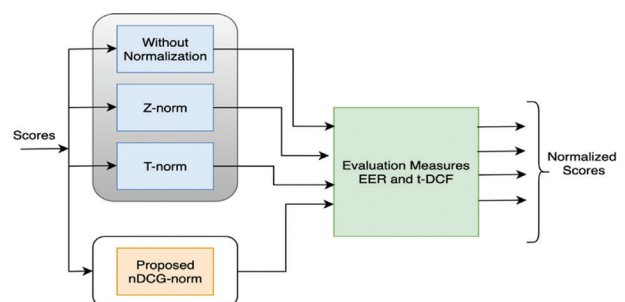 Without
Normalization
Z-norm
T-norm
Scores
Proposed
nDCG-norm
Evaluation Measures
EER and t-DCF
Normalized
Scores